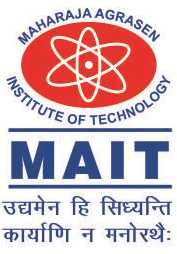 MAHARAJA AGRASEN
INSTITUTE OF TECHNOLOGY
MAIT
उद्यमेन हि सिध्यन्ति
कार्याणि न मनोरथैः